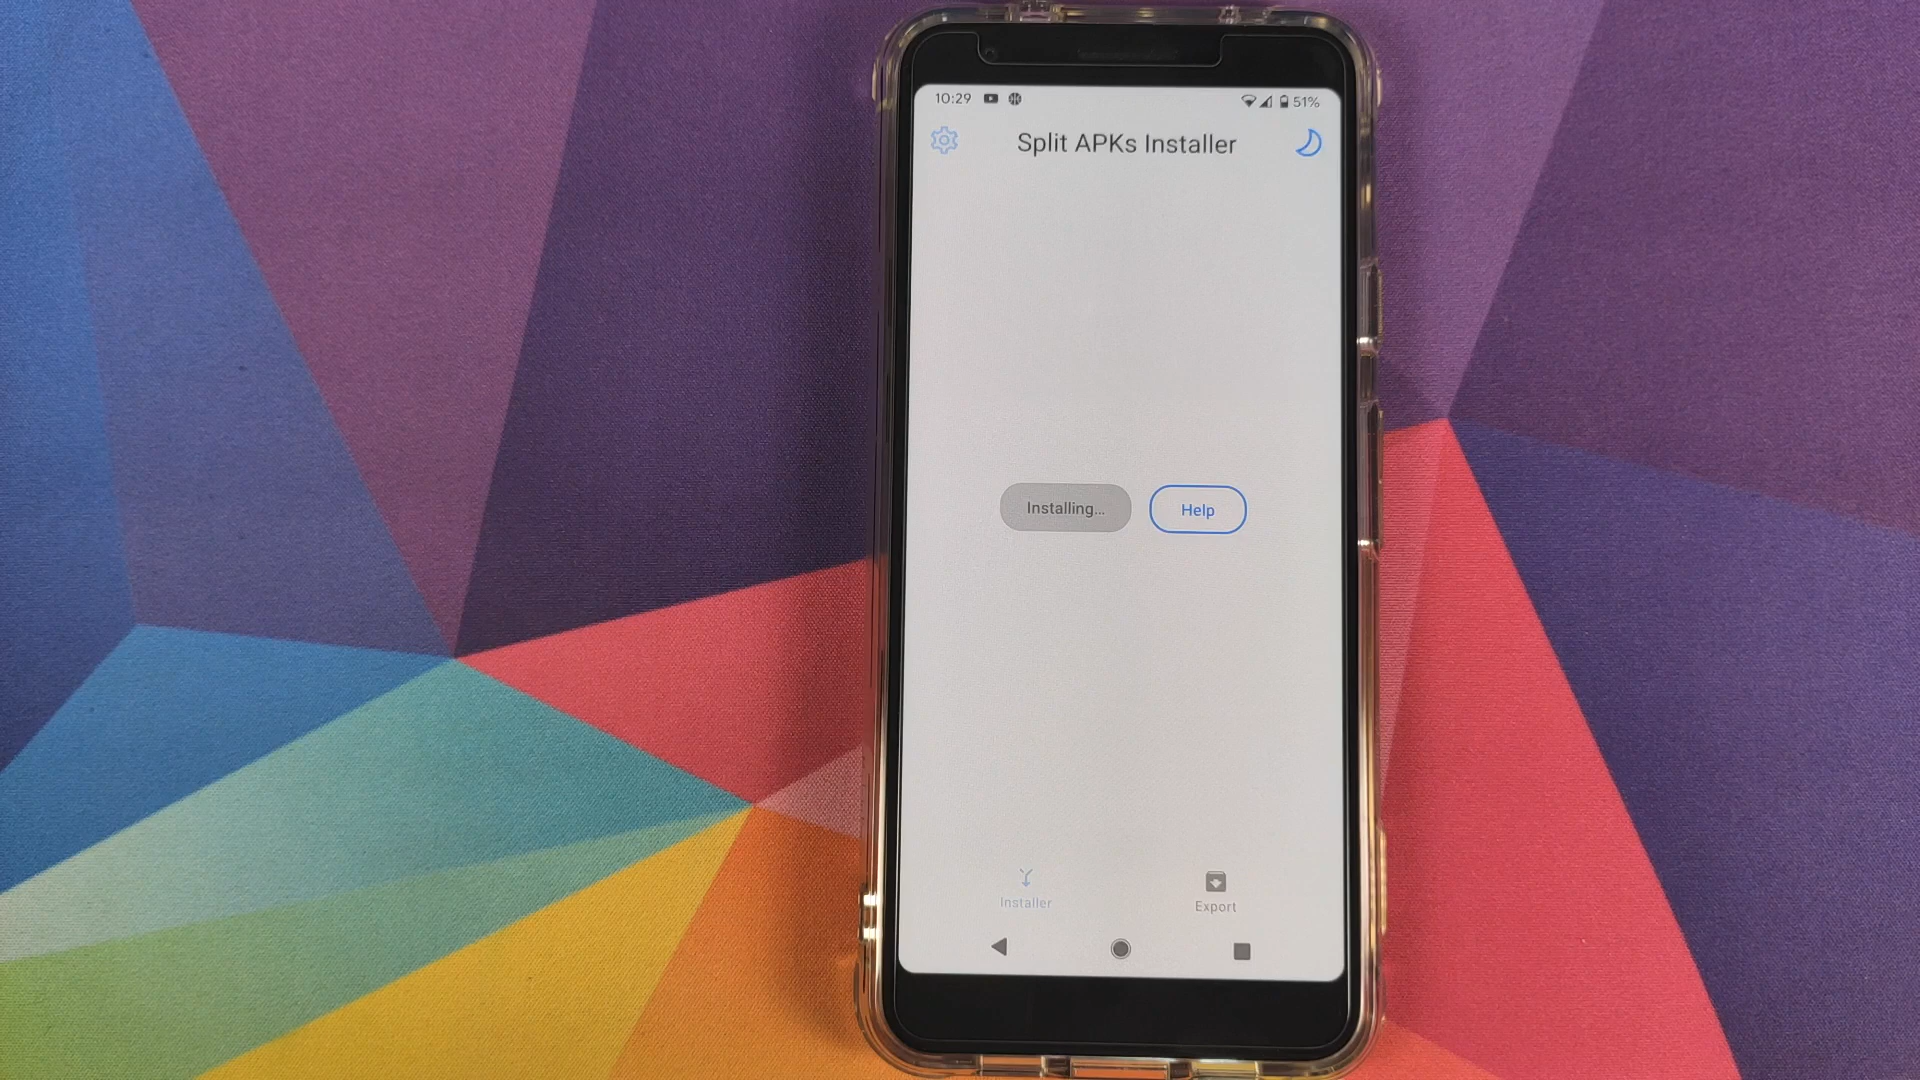 10:29
51%
Split APKs Installer
Installing...
Help
Installer
Export